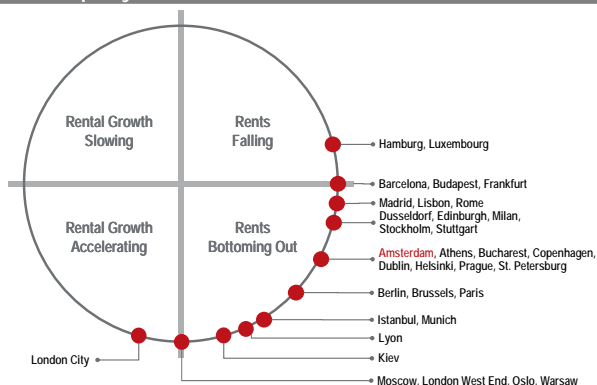 Rental Growth
Slowing
Rents
Falling
Hamburg, Luxembourg
Barcelona, Budapest, Frankfurt
Madrid, Lisbon, Rome
Dusseldorf, Edinburgh, Milan,
Stockholm, Stuttgart
Rental Growth
Accelerating
Rents
Bottoming Out
Amsterdam, Athens, Bucharest, Copenhagen,
Dublin, Helsinki, Prague, St. Petersburg
Berlin, Brussels, Paris
Istanbul, Munich
Lyon
Kiev
London City
Moscow, London West End, Oslo, Warsaw